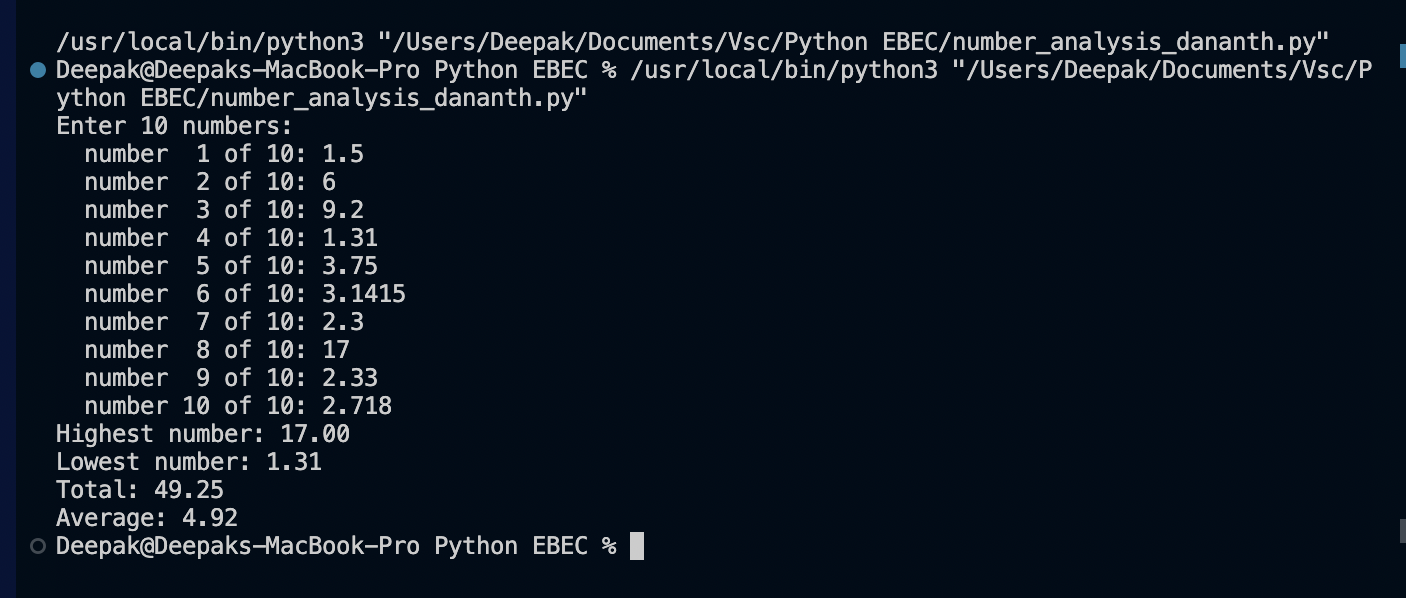 /usr/local/bin/python3 "/Users/Deepak/Documents/Vsc/Python EBEC/number_analysis_dananth.py"
Deepak@Deepaks-MacBook-Pro Python EBEC % /usr/local/bin/python3 "/Users/Deepak/Documents/Vsc/P
ython EBEC/number_analysis_dananth.py"
Enter 10 numbers:
  number  1 of 10: 1.5
  number  2 of 10: 6
  number  3 of 10: 9.2
  number  4 of 10: 1.31
  number  5 of 10: 3.75
  number  6 of 10: 3.1415
  number  7 of 10: 2.3
  number  8 of 10: 17
  number  9 of 10: 2.33
  number 10 of 10: 2.718
Highest number: 17.00
Lowest number: 1.31
Total: 49.25
Average: 4.92
Deepak@Deepaks-MacBook-Pro Python EBEC %